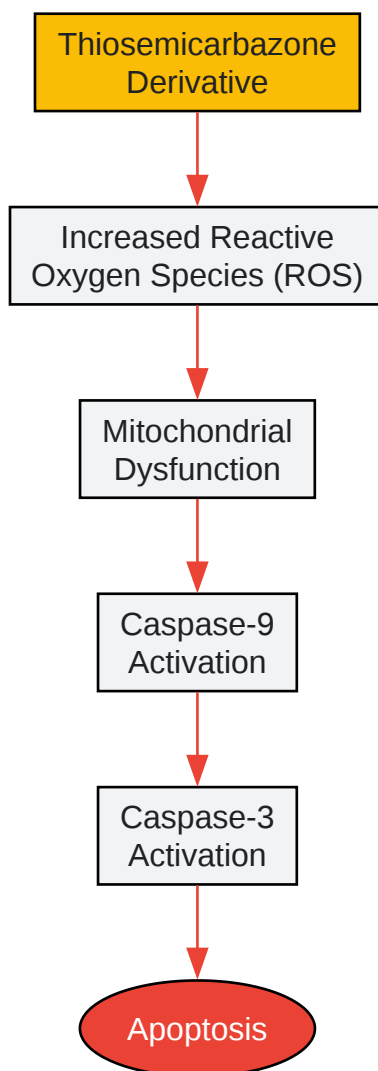 Thiosemicarbazone
Derivative
Increased Reactive
Oxygen Species (ROS)
Mitochondrial
Dysfunction
Caspase-9
Activation
Caspase-3
Activation
Apoptosis